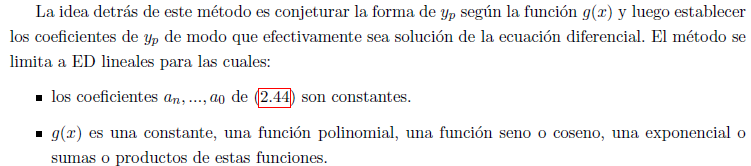 La idea detrás de este método es conjeturar la forma de y_p según la función g(x) y luego establecer
los coeficientes de y_p de modo que efectivamente sea solución de la ecuación diferencial. El método se
limita a ED lineales para las cuales:
▪ los coeficientes a_n, ..., a_0 de (2.44) son constantes.
▪ g(x) es una constante, una función polinomial, una función seno o coseno, una exponencial o
sumas o productos de estas funciones.